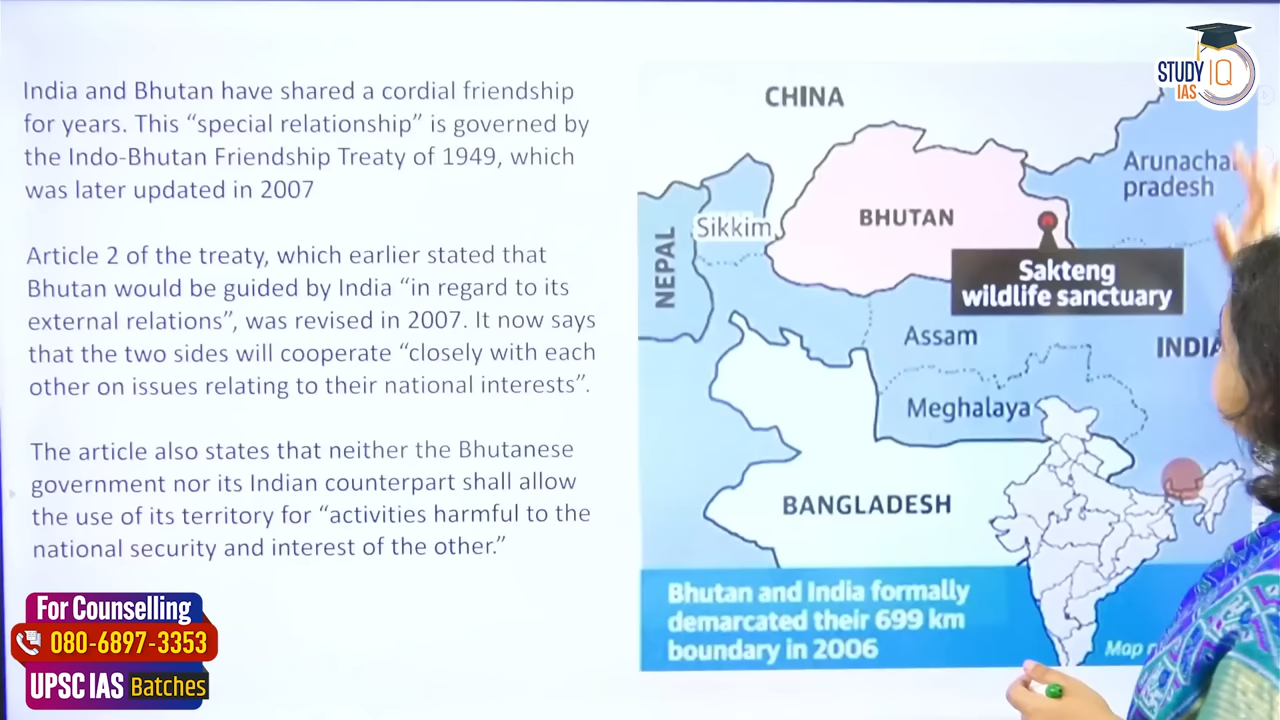 India and Bhutan have shared a cordial friendship
for years. This “special relationship” is governed by
the Indo-Bhutan Friendship Treaty of 1949, which
was later updated in 2007
Article 2 of the treaty, which earlier stated that
Bhutan would be guided by India “in regard to its
external relations”, was revised in 2007. It now says
that the two sides will cooperate “closely with each
other on issues relating to their national interests”.
The article also states that neither the Bhutanese
government nor its Indian counterpart shall allow
the use of its territory for “activities harmful to the
national security and interest of the other.”
For Counselling
080-6897-3353
UPSC IAS Batches
STUDY IQ
IAS
CHINA
Arunachal
pradesh
BHUTAN
Sikkim
NEPAL
Sakteng
wildlife sanctuary
Assam
INDIA
Meghalaya
BANGLADESH
Bhutan and India formally
demarcated their 699 km
boundary in 2006
Map